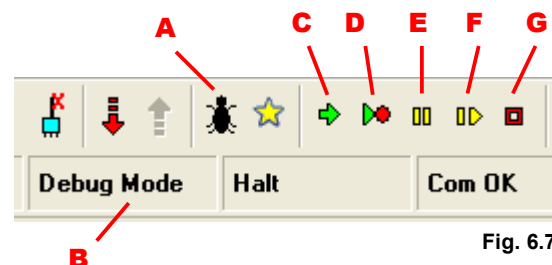 A C D E F G
Debug Mode Halt Com OK
B
Fig. 6.7